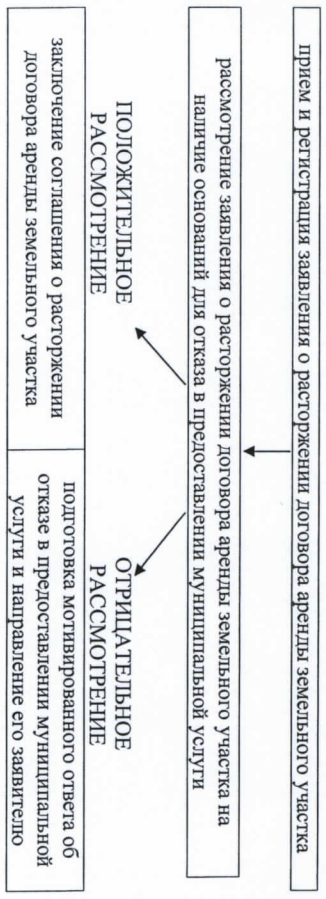 прием и регистрация заявления о расторжении договора аренды земельного участка
рассмотрение заявления о расторжении договора аренды земельного участка на
наличие оснований для отказа в предоставлении муниципальной услуги
ПОЛОЖИТЕЛЬНОЕ
РАССМОТРЕНИЕ
ОТРИЦАТЕЛЬНОЕ
РАССМОТРЕНИЕ
заключение соглашения о расторжении
договора аренды земельного участка
подготовка мотивированного ответа об
отказе в предоставлении муниципальной
услуги и направление его заявителю